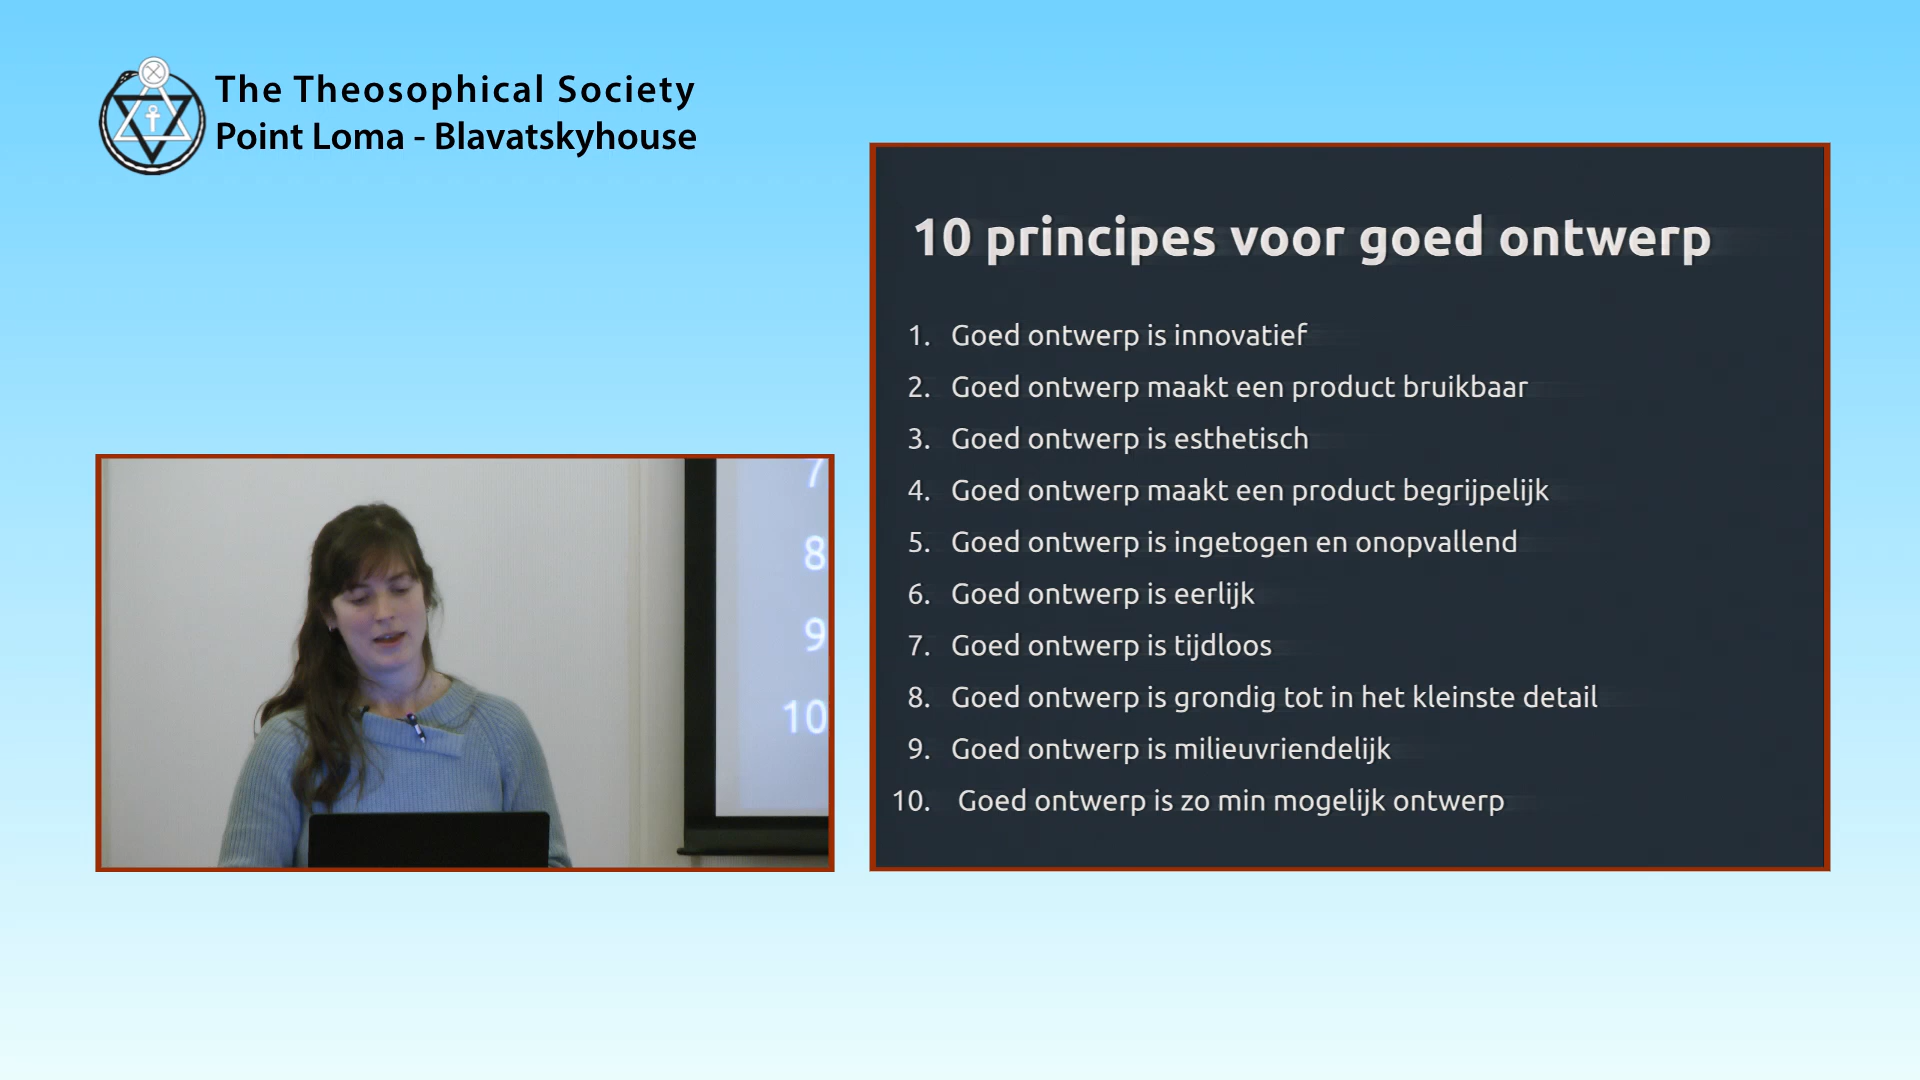 The Theosophical Society
Point Loma - Blavatskyhouse
10 principes voor goed ontwerp
1. Goed ontwerp is innovatief
2. Goed ontwerp maakt een product bruikbaar
3. Goed ontwerp is esthetisch
4. Goed ontwerp maakt een product begrijpelijk
5. Goed ontwerp is ingetogen en onopvallend
6. Goed ontwerp is eerlijk
7. Goed ontwerp is tijdloos
8. Goed ontwerp is grondig tot in het kleinste detail
9. Goed ontwerp is milieuvriendelijk
10. Goed ontwerp is zo min mogelijk ontwerp
7
8
9
10